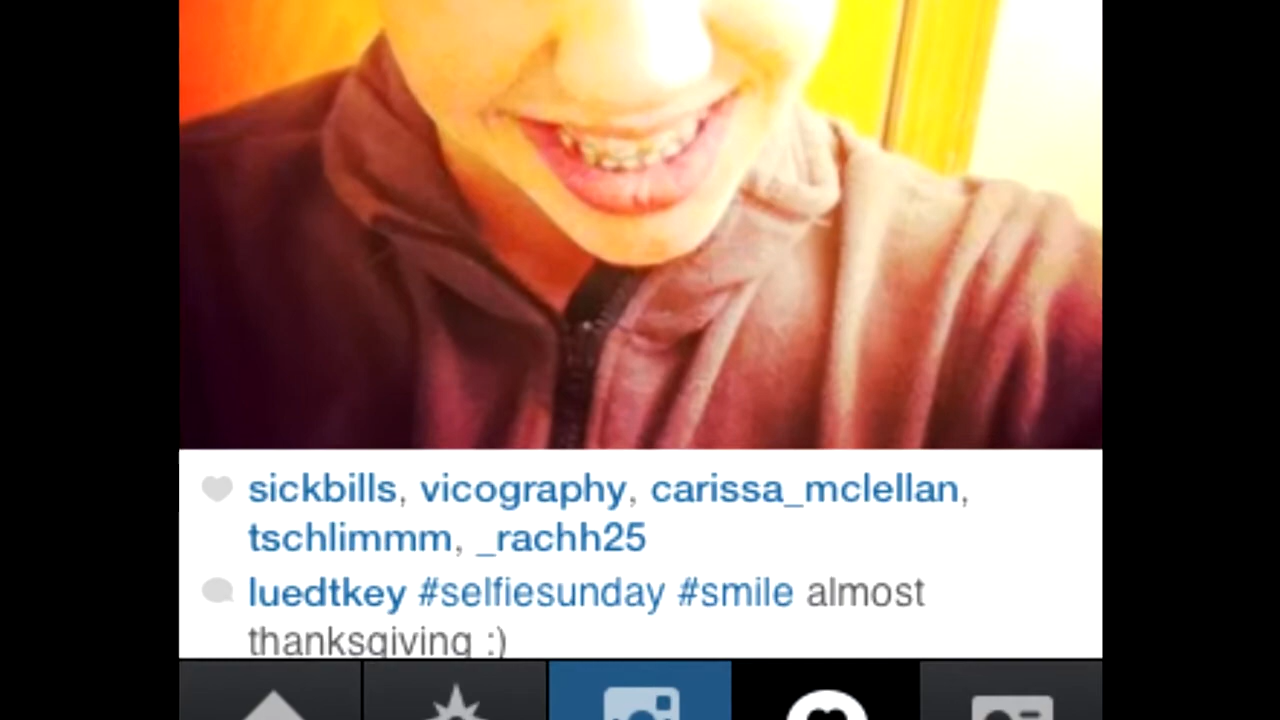 sickbills, vicography, carissa_mclellan,
tschlimmm, _rachh25
luedtkey #selfiesunday #smile almost
thanksgiving :)